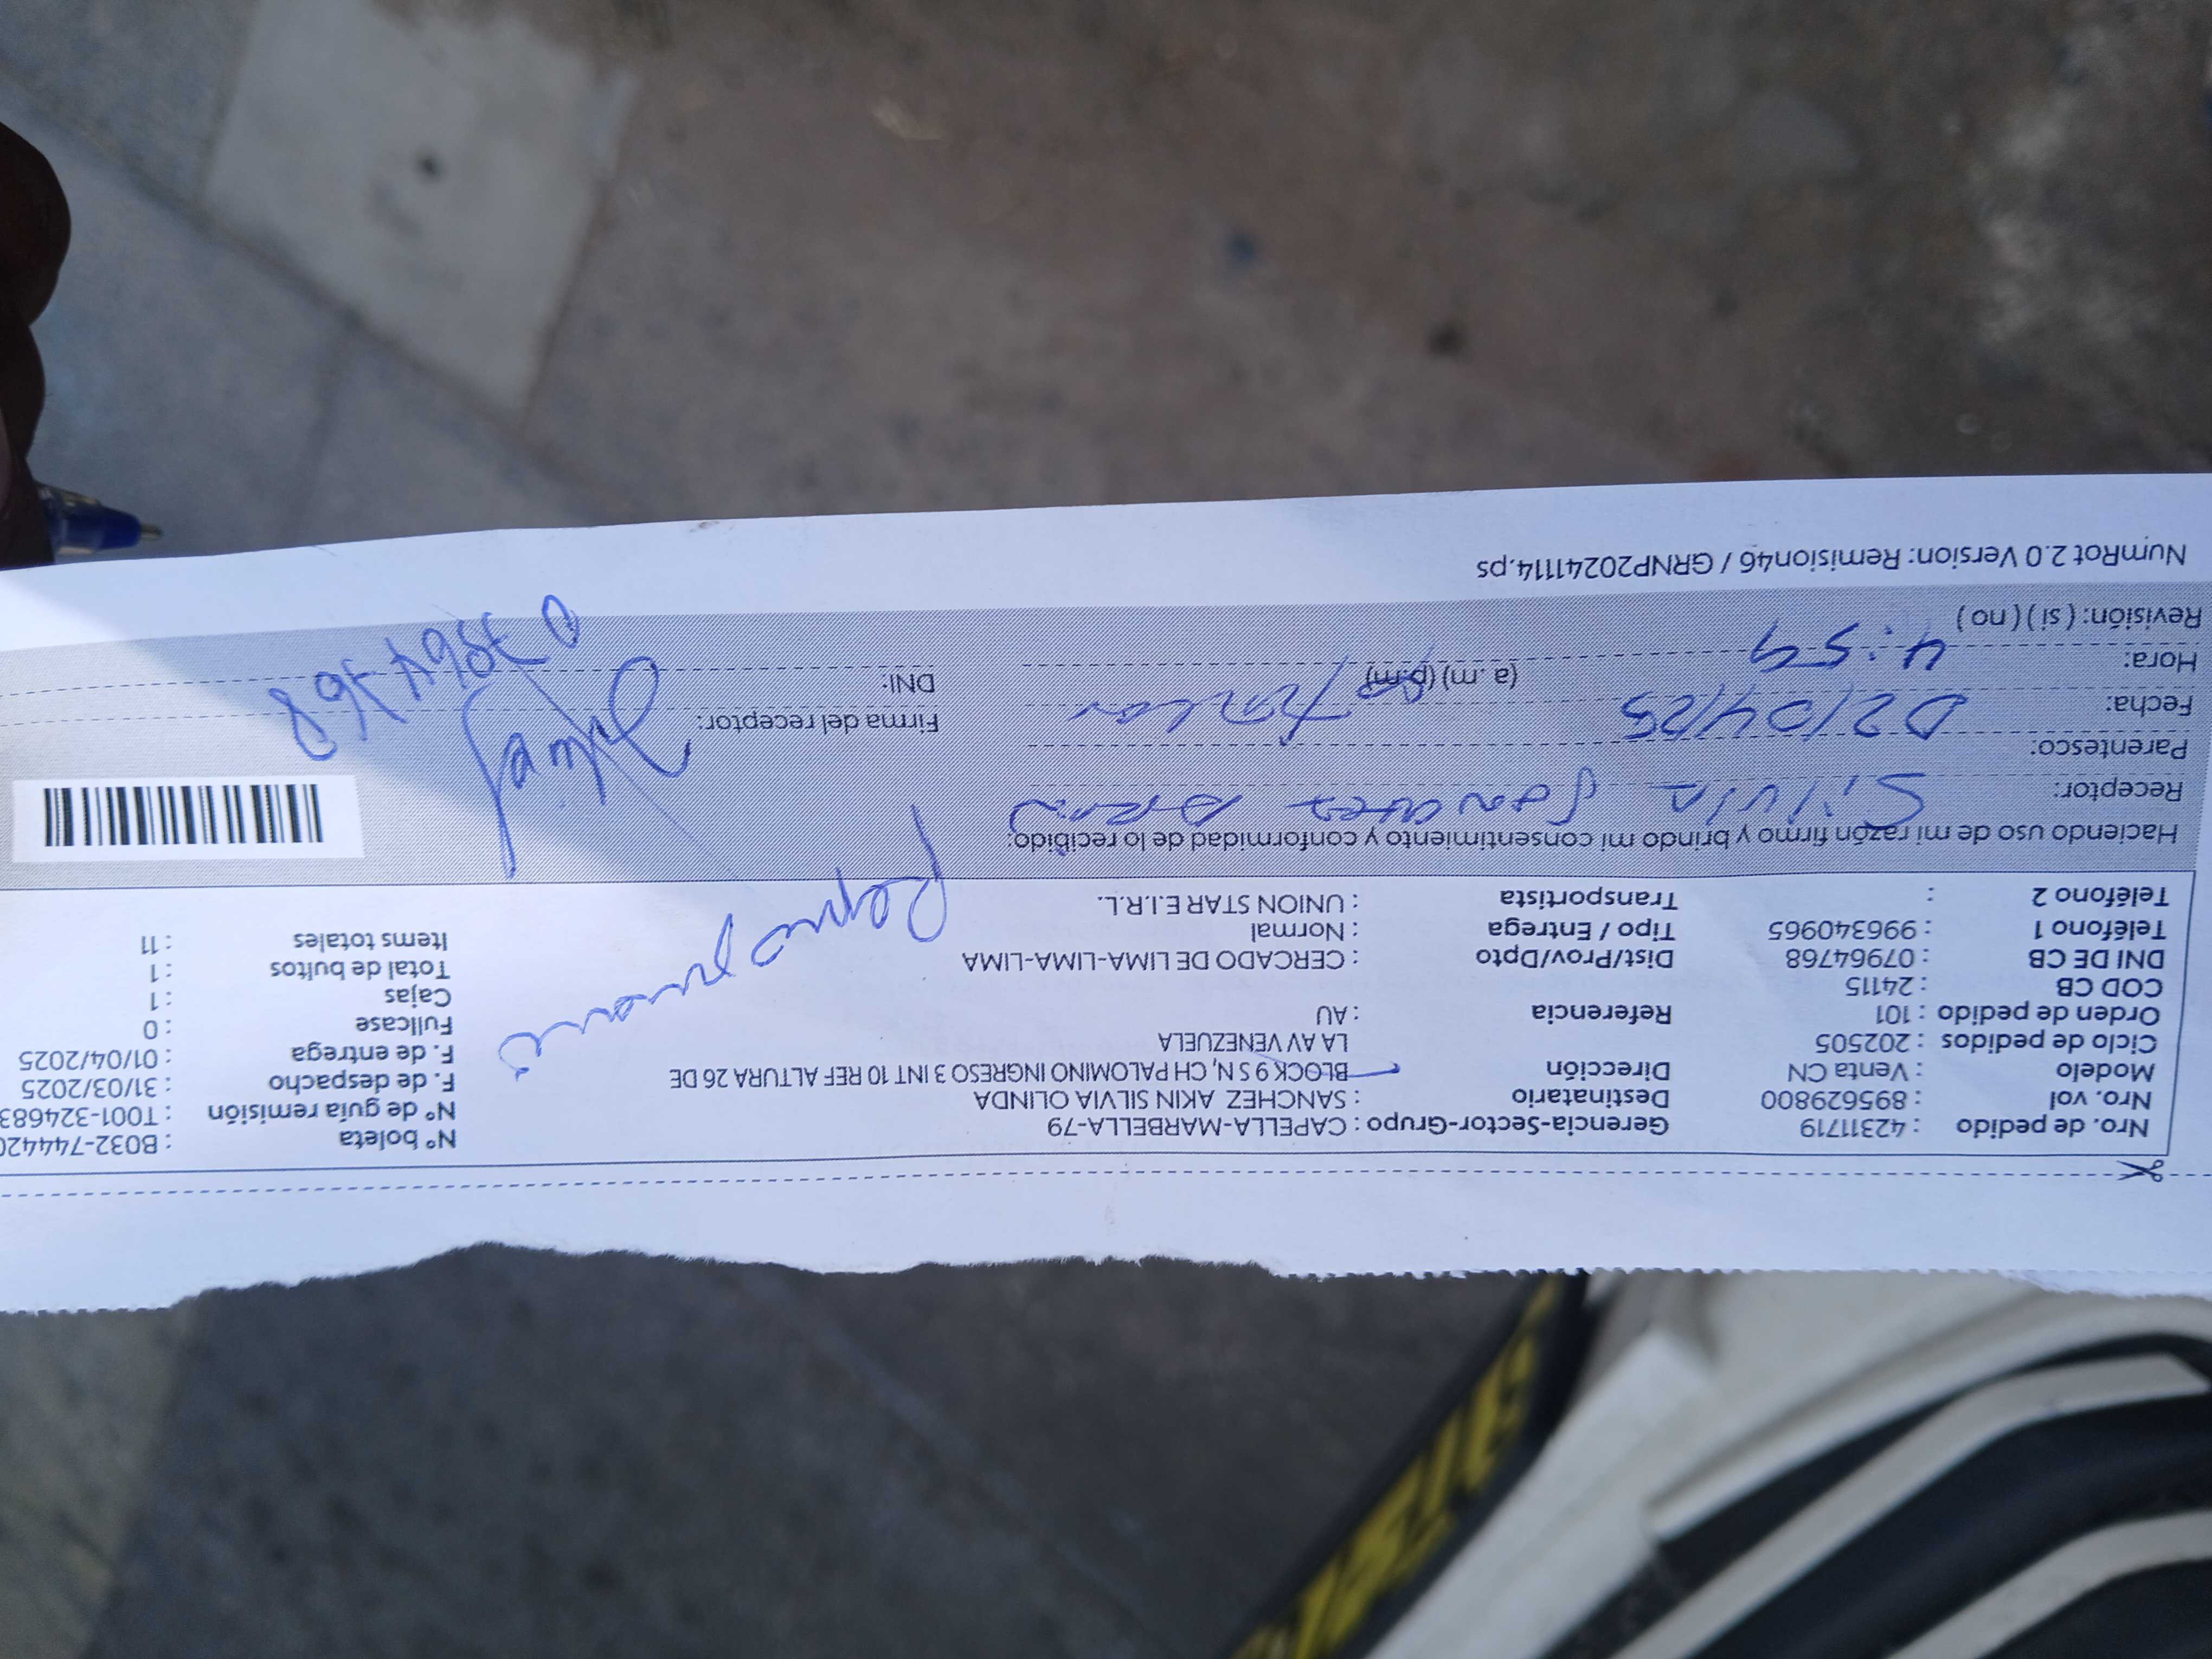 Nro. de pedido : 42311719 Gerencia-Sector-Grupo : CAPELLA-MARBELLA-79 N° boleta : B032-744420
Nro. vol : 895629800 Destinatario : SANCHEZ AKIN SILVIA OLINDA N° de guía remisión : T001-324683
Modelo : Venta CN Dirección : BLOCK 9 S N, CH PALOMINO INGRESO 3 INT 10 REF ALTURA 26 DE F. de despacho : 31/03/2025
Ciclo de pedidos : 202505 LA AV VENEZUELA F. de entrega : 01/04/2025
Orden de pedido : 101 Referencia : AU Fullcase : 0
COD CB : 24115 Cajas : 1
DNI DE CB : 07964768 Dist/Prov/Dpto : CERCADO DE LIMA-LIMA-LIMA Total de bultos : 1
Teléfono 1 : 996340965 Tipo / Entrega : Normal Items totales : 11
Teléfono 2 : Transportista : UNION STAR E.I.R.L.
Haciendo uso de mi razón firmo y brindo mi consentimiento y conformidad de lo recibido:
Receptor: Silvia Sanchez
Parentesco:
Fecha: 02/04/25 Firma del receptor:
Hora: 4:59 (a. m) (p.m) DNI:
Revisión: ( si ) ( no )
NumRot 2.0 Version: Remision46 / GRNP20241114.ps